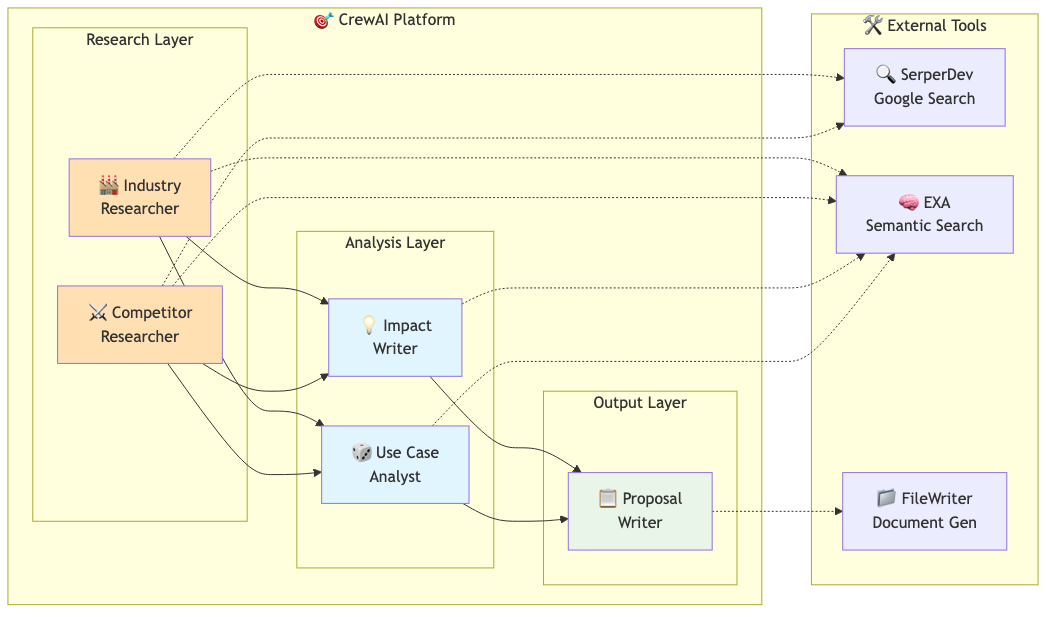 🎯 CrewAI Platform
Research Layer
🏭 Industry
Researcher
⚔ Competitor
Researcher
Analysis Layer
💡 Impact
Writer
🎲 Use Case
Analyst
Output Layer
📋 Proposal
Writer
🛠 External Tools
🔍 SerperDev
Google Search
🧠 EXA
Semantic Search
📁 FileWriter
Document Gen